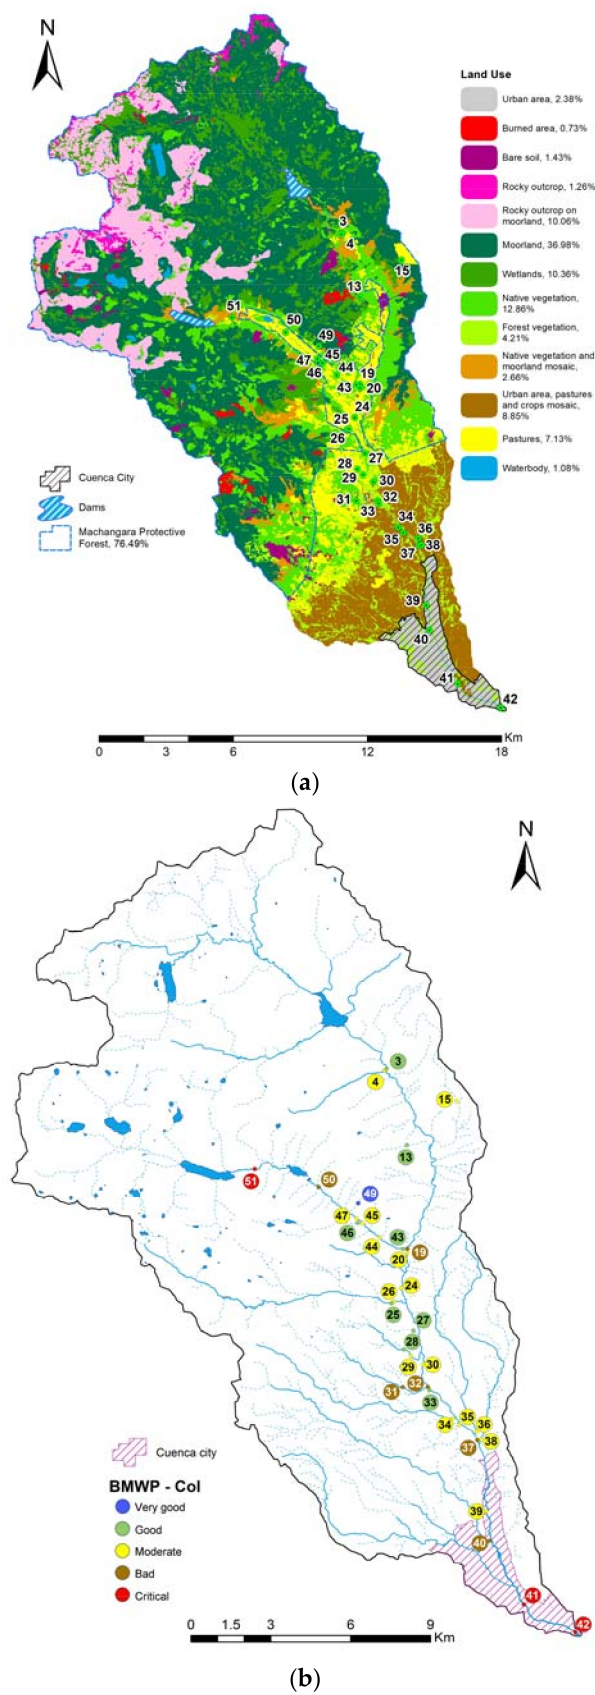 N
Land Use
Urban area, 2.38%
Burned area, 0.73%
Bare soil, 1.43%
Rocky outcrop, 1.26%
Rocky outcrop on
moorland, 10.06%
Moorland, 36.98%
Wetlands, 10.36%
Native vegetation,
12.86%
Forest vegetation,
4.21%
Native vegetation and
moorland mosaic,
2.66%
Urban area, pastures
and crops mosaic,
8.85%
Pastures, 7.13%
Waterbody, 1.08%
3
4
15
13
51
50
49
47
45
46
44
19
43
20
24
25
26
27
28
29
30
31
32
33
34
35
36
37
38
39
40
41
42
Cuenca City
Dams
Machangara Protective
Forest, 76.49%
Km
0 3 6 12 18
(a)
N
3
4
15
13
51
50
49
47
45
46
43
44
20
19
26
24
25
27
28
29
30
31
32
33
34
35
36
37
38
39
40
41
42
Cuenca city
BMWP - Col
Very good
Good
Moderate
Bad
Critical
0 1.5 3 6 9
Km
(b)